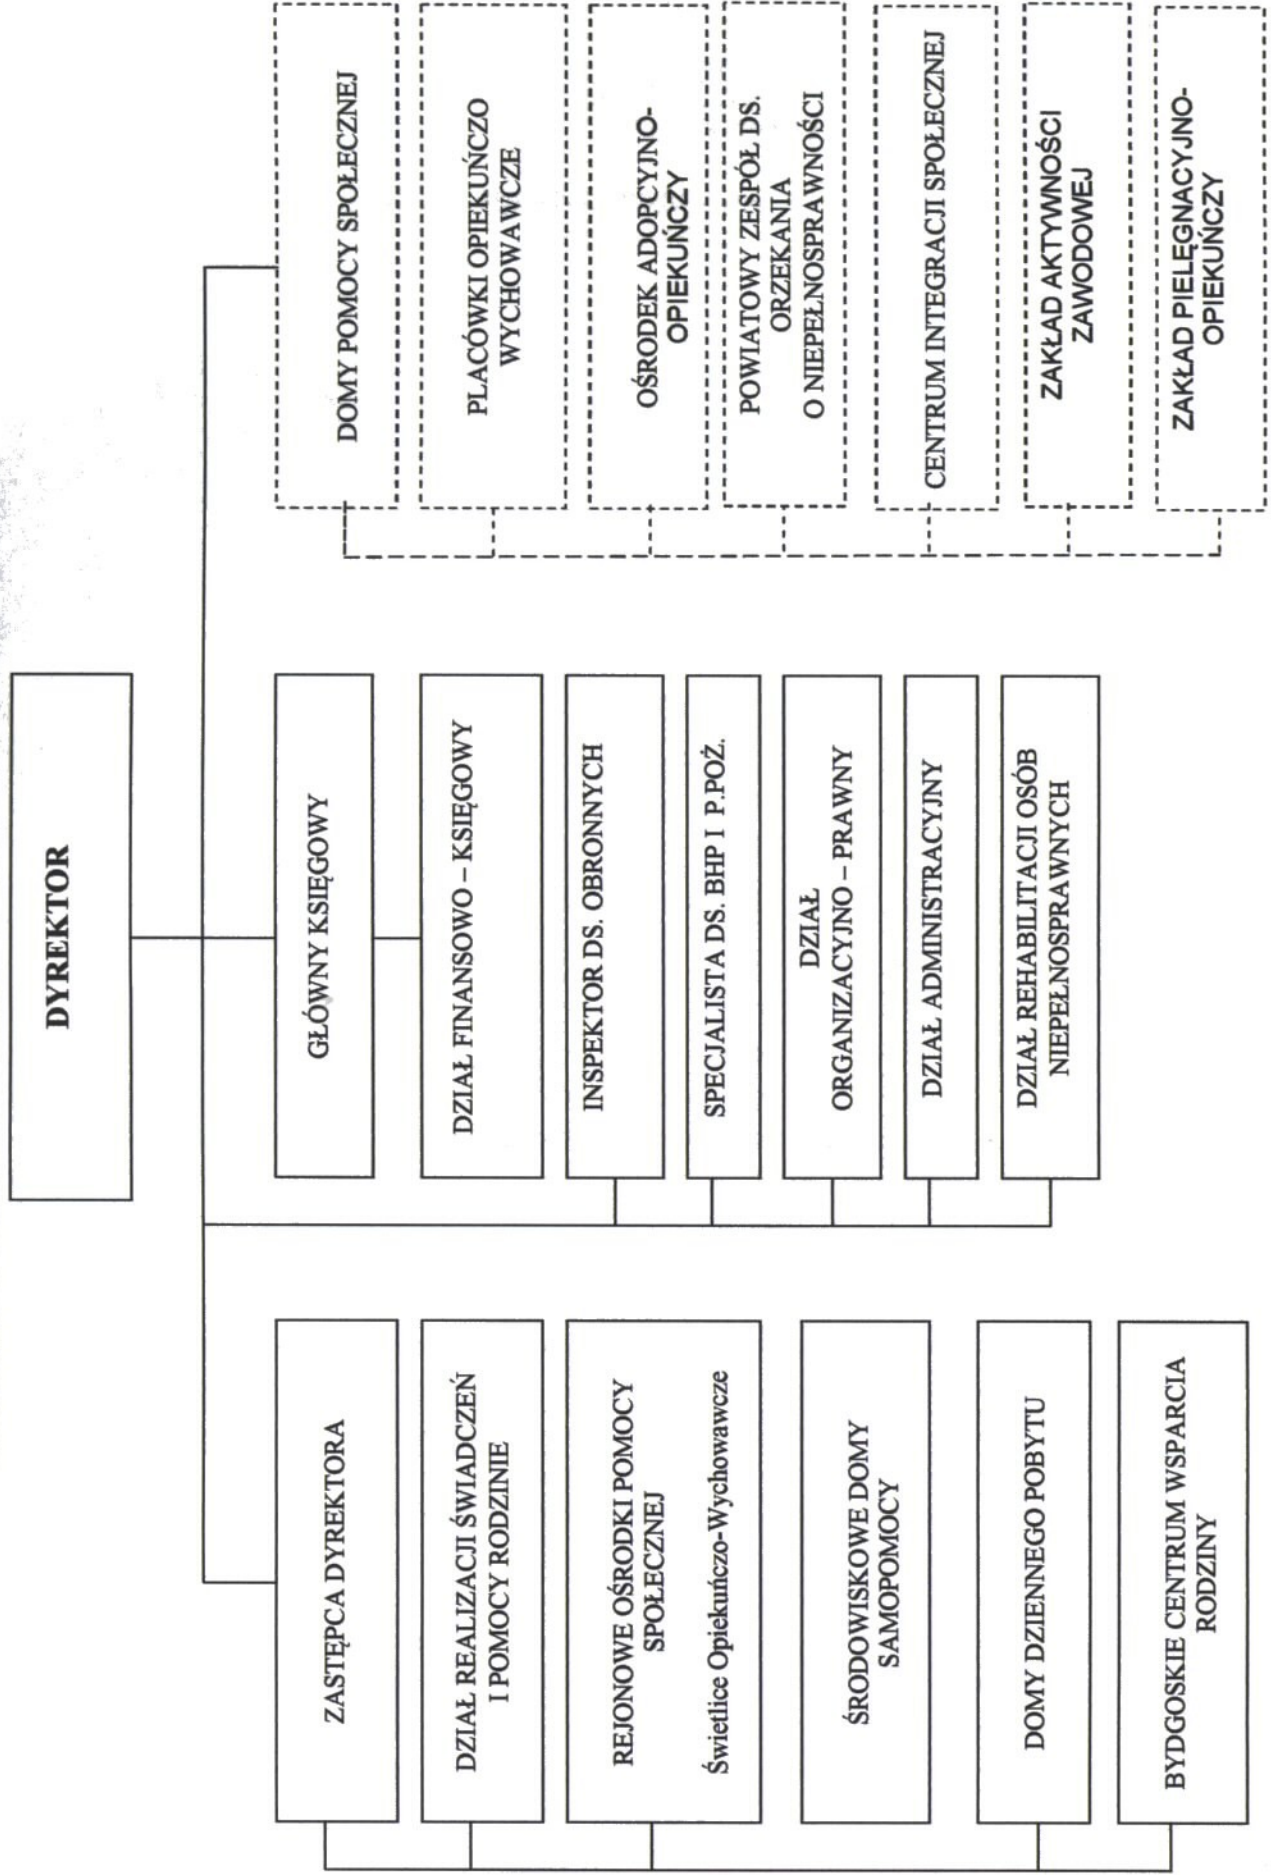 DYREKTOR
ZASTĘPCA DYREKTORA
DZIAŁ REALIZACJI ŚWIADCZEŃ
I POMOCY RODZINIE
REJONOWE OŚRODKI POMOCY
SPOŁECZNEJ
Świetlice Opiekuńczo-Wychowawcze
ŚRODOWISKOWE DOMY
SAMOPOMOCY
DOMY DZIENNEGO POBYTU
BYDGOSKIE CENTRUM WSPARCIA
RODZINY
GŁÓWNY KSIĘGOWY
DZIAŁ FINANSOWO – KSIĘGOWY
INSPEKTOR DS. OBRONNYCH
SPECJALISTA DS. BHP I P.POŻ.
DZIAŁ
ORGANIZACYJNO – PRAWNY
DZIAŁ ADMINISTRACYJNY
DZIAŁ REHABILITACJI OSÓB
NIEPEŁNOSPRAWNYCH
DOMY POMOCY SPOŁECZNEJ
PLACÓWKI OPIEKUŃCZO
WYCHOWAWCZE
OŚRODEK ADOPCYJNO-
OPIEKUŃCZY
POWIATOWY ZESPÓŁ DS.
ORZEKANIA
O NIEPEŁNOSPRAWNOŚCI
CENTRUM INTEGRACJI SPOŁECZNEJ
ZAKŁAD AKTYWNOŚCI
ZAWODOWEJ
ZAKŁAD PIELĘGNACYJNO-
OPIEKUŃCZY